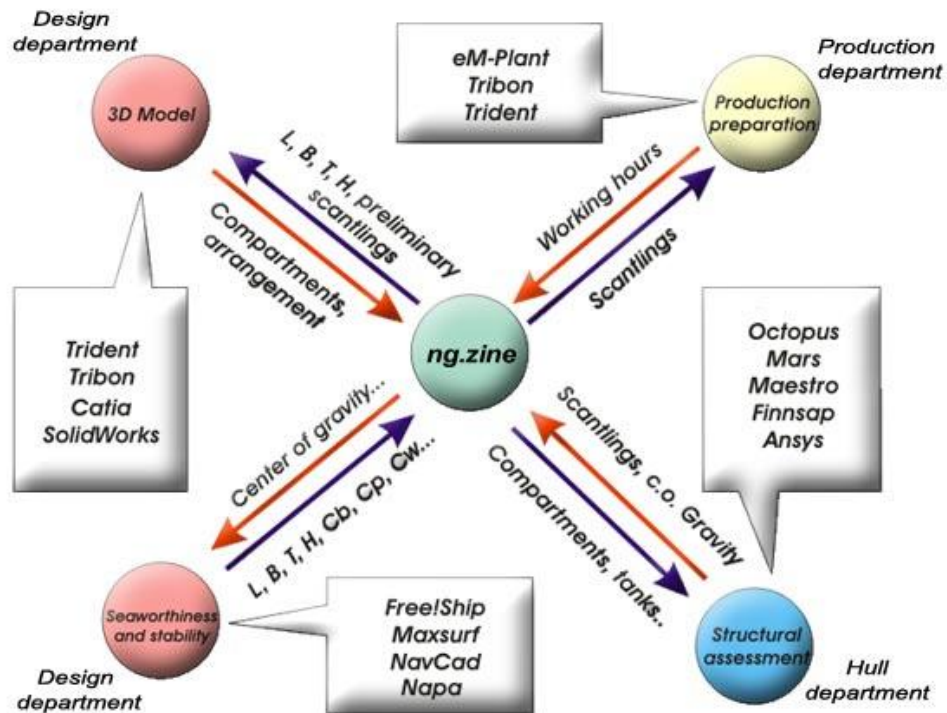 Design
department
3D Model
eM-Plant
Tribon
Trident
Production
department
Production
preparation
L, B, T, H, preliminary
scantlings
Compartments,
arrangement
Working hours
Scantlings
Trident
Tribon
Catia
SolidWorks
ng.zine
Octopus
Mars
Maestro
Finnsap
Ansys
Center of gravity...
L, B, T, H, Cb, Cp, Cw...
Scantlings, c.o. Gravity
Compartments, tanks..
Seaworthiness
and stability
Design
department
Free!Ship
Maxsurf
NavCad
Napa
Structural
assessment
Hull
department